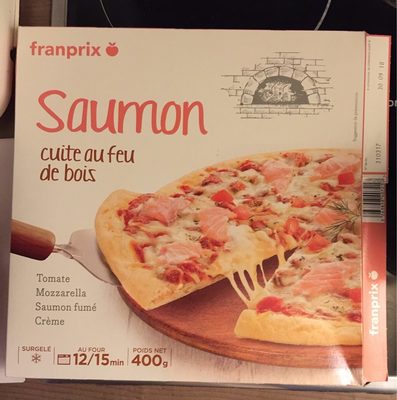 franprix
Saumon
cuite au feu
de bois
Tomate
Mozzarella
Saumon fumé
Crème
SURGELÉ
AU FOUR
12/15min
POIDS NET
400g
franprix